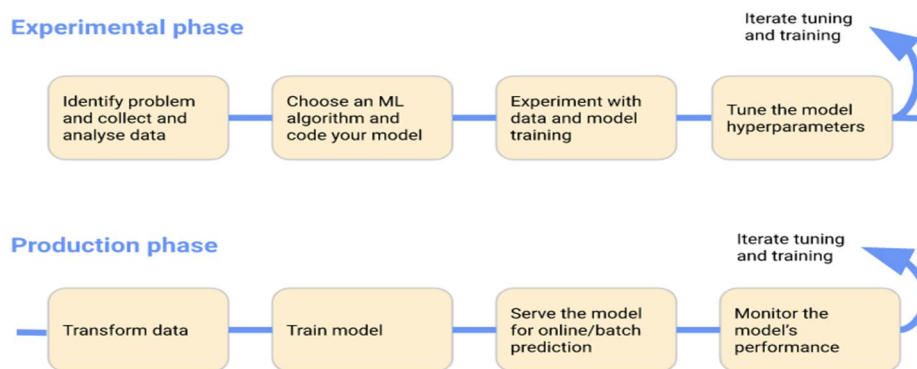 Experimental phase
Iterate tuning
and training
Identify problem
and collect and
analyse data
Choose an ML
algorithm and
code your model
Experiment with
data and model
training
Tune the model
hyperparameters
Production phase
Iterate tuning
and training
Transform data
Train model
Serve the model
for online/batch
prediction
Monitor the
model's
performance